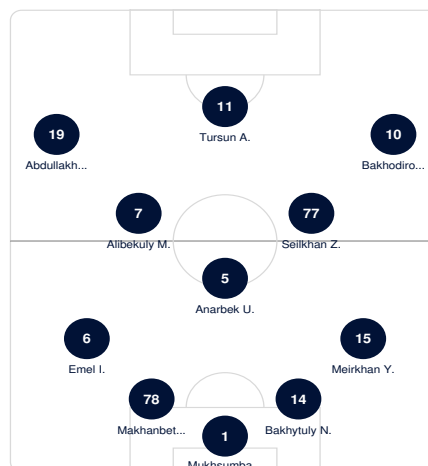 11
Tursun A.
19
Abdullakh...
10
Bakhodiro...
7
Alibekuly M.
77
Seilkhan Z.
5
Anarbek U.
6
Emel I.
15
Meirkhan Y.
78
Makhanbet...
14
Bakhytuly N.
1
Mukhsumba...